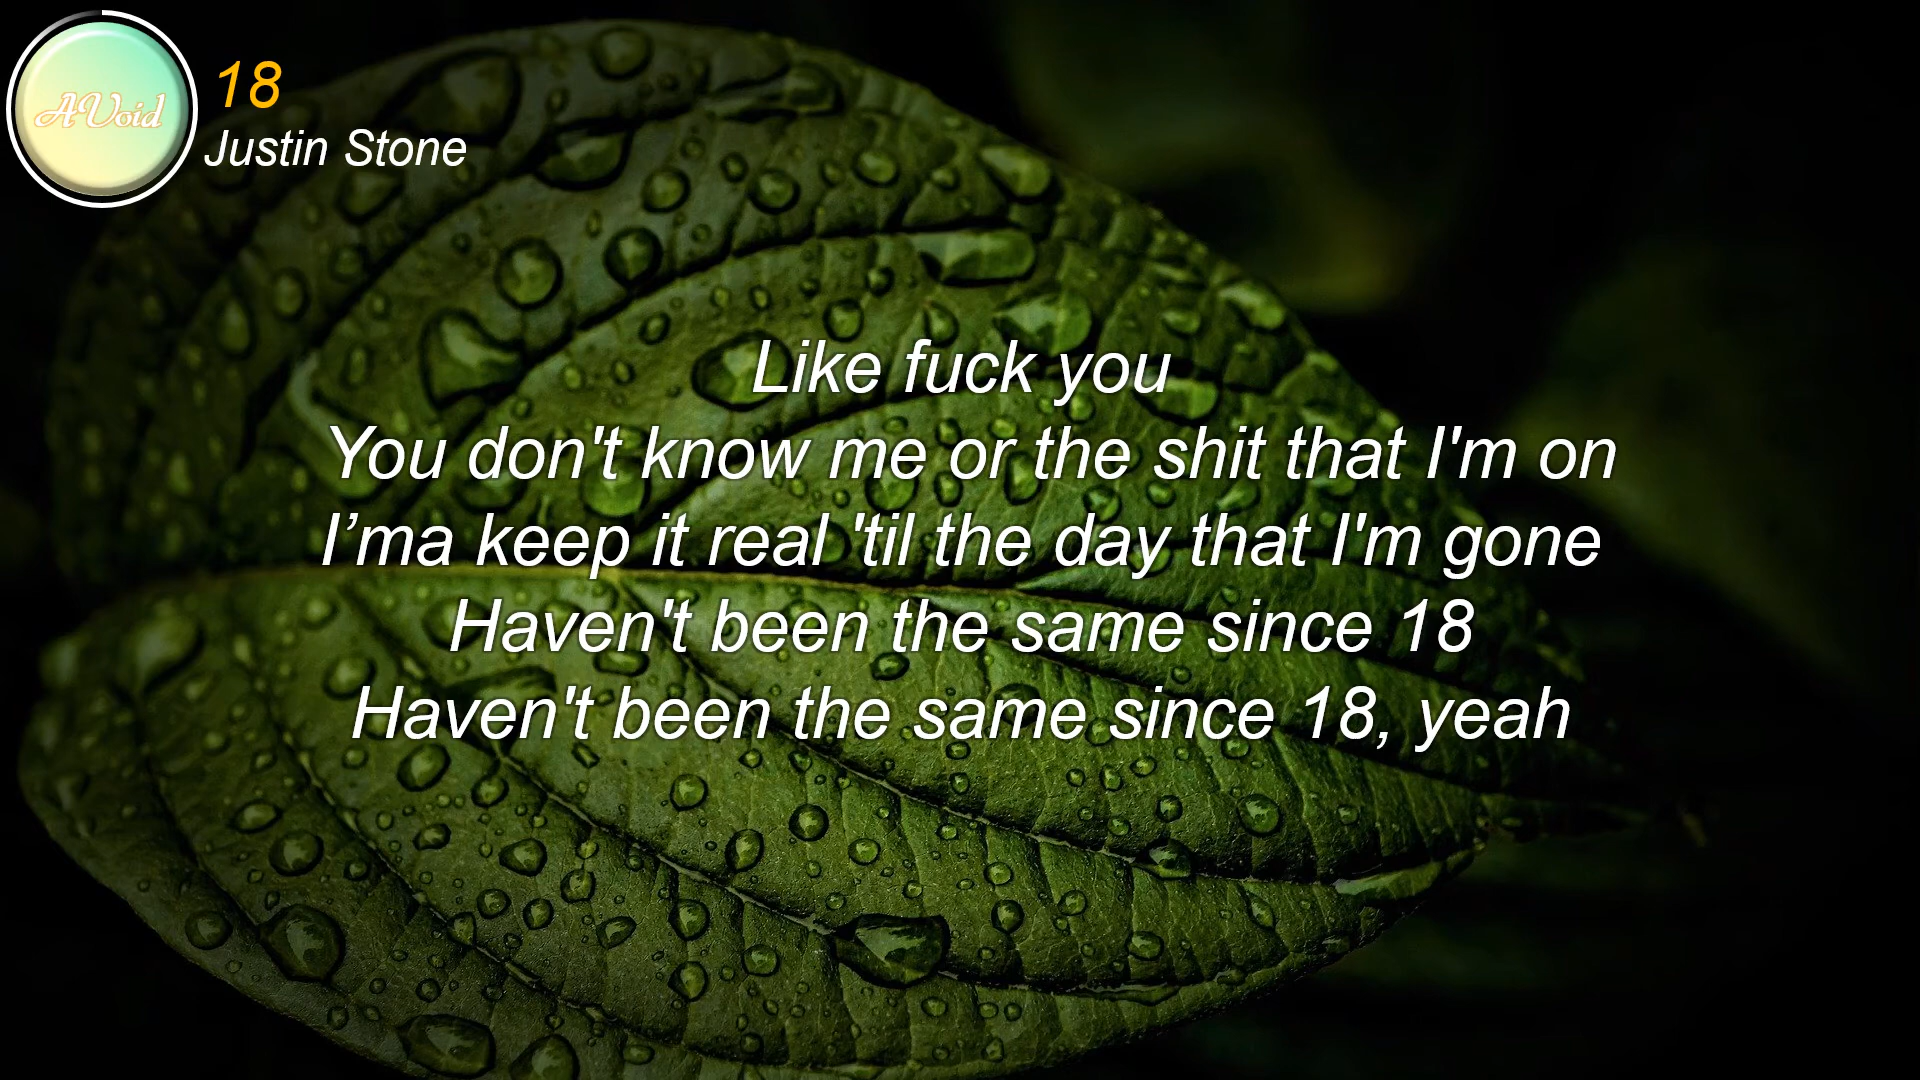 AVoid
18
Justin Stone
Like fuck you
You don't know me or the shit that I'm on
I’ma keep it real 'til the day that I'm gone
Haven't been the same since 18
Haven't been the same since 18, yeah